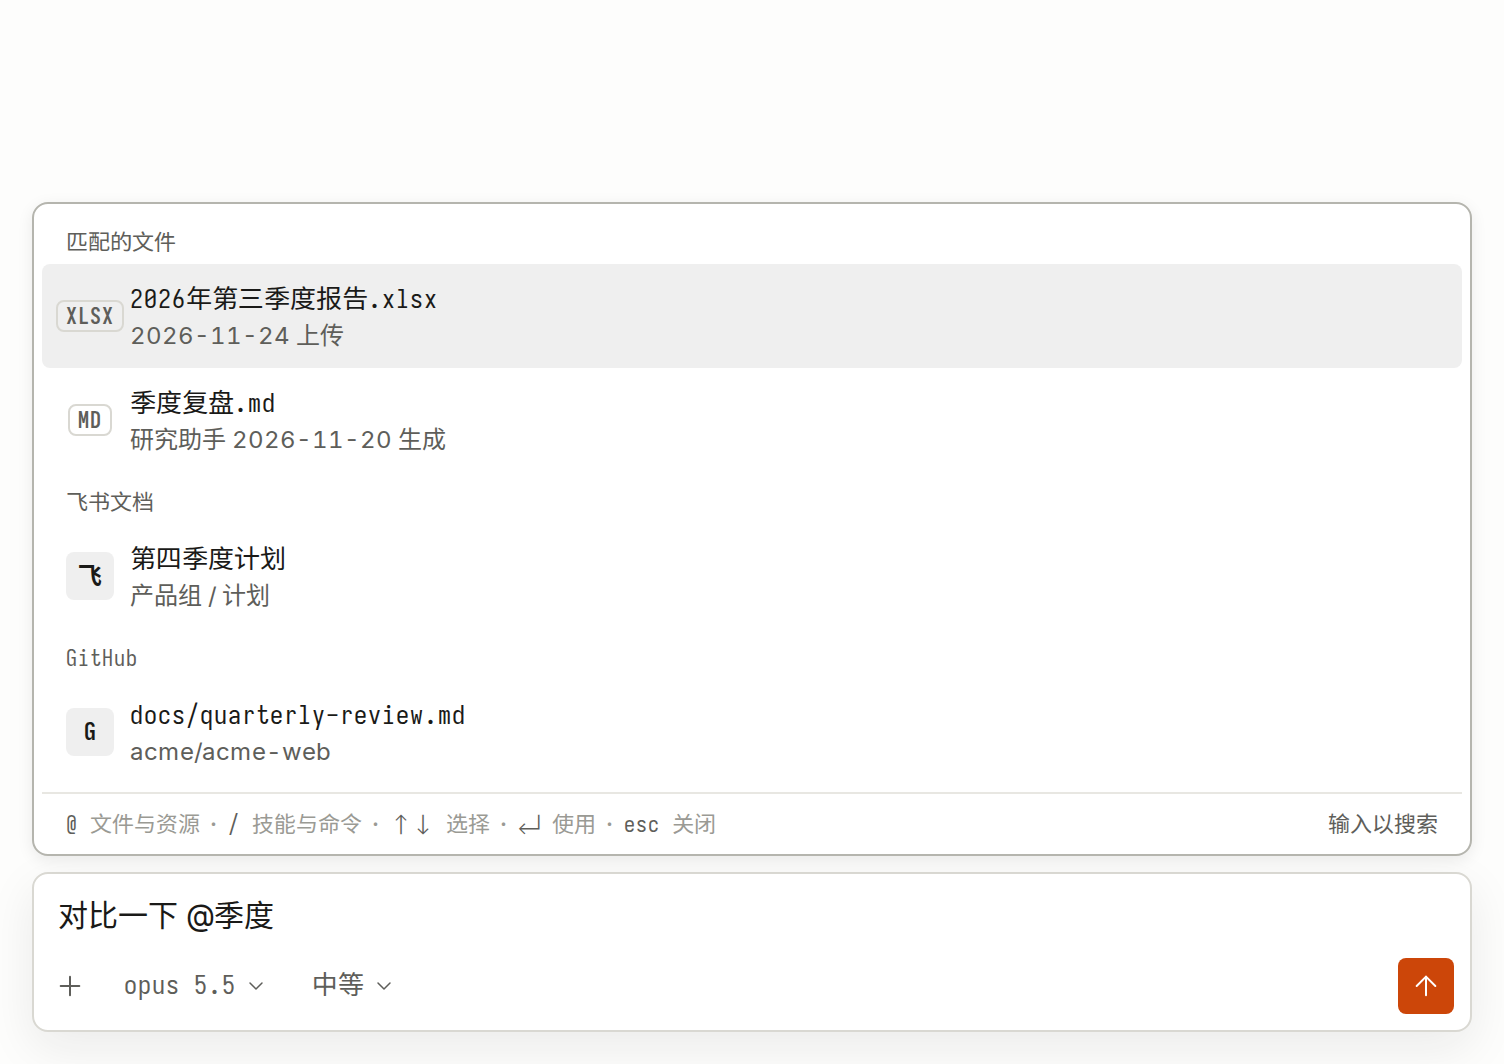 匹配的文件
XLSX
2026年第三季度报告.xlsx
2026-11-24 上传
MD
季度复盘.md
研究助手 2026-11-20 生成
飞书文档
飞
第四季度计划
产品组 / 计划
GitHub
G
docs/quarterly-review.md
acme/acme-web
@ 文件与资源 · / 技能与命令 · ↑↓ 选择 · ↵ 使用 · esc 关闭
输入以搜索
对比一下 @季度
opus 5.5
中等